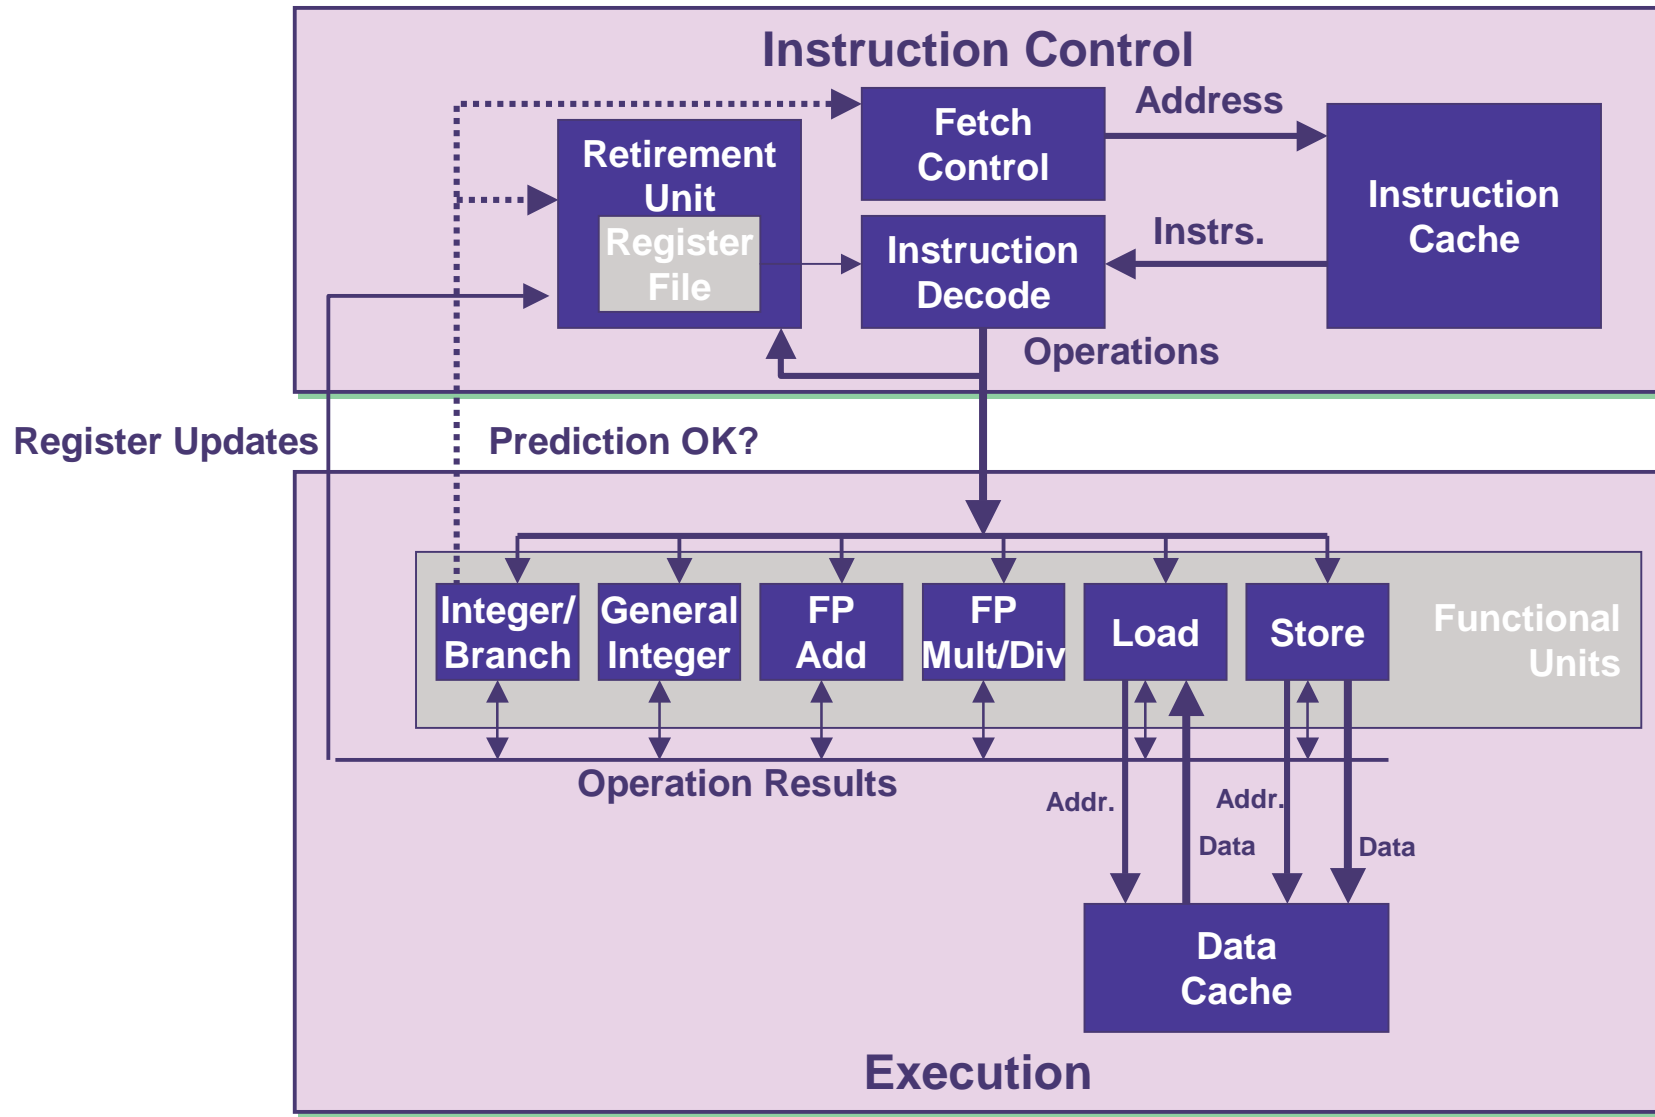 Instruction Control
Address
Fetch
Control
Retirement
Unit
Register
File
Instruction
Cache
Instrs.
Instruction
Decode
Operations
Register Updates
Prediction OK?
Integer/
Branch
General
Integer
FP
Add
FP
Mult/Div
Load
Store
Functional
Units
Operation Results
Addr.
Addr.
Data
Data
Data
Cache
Execution